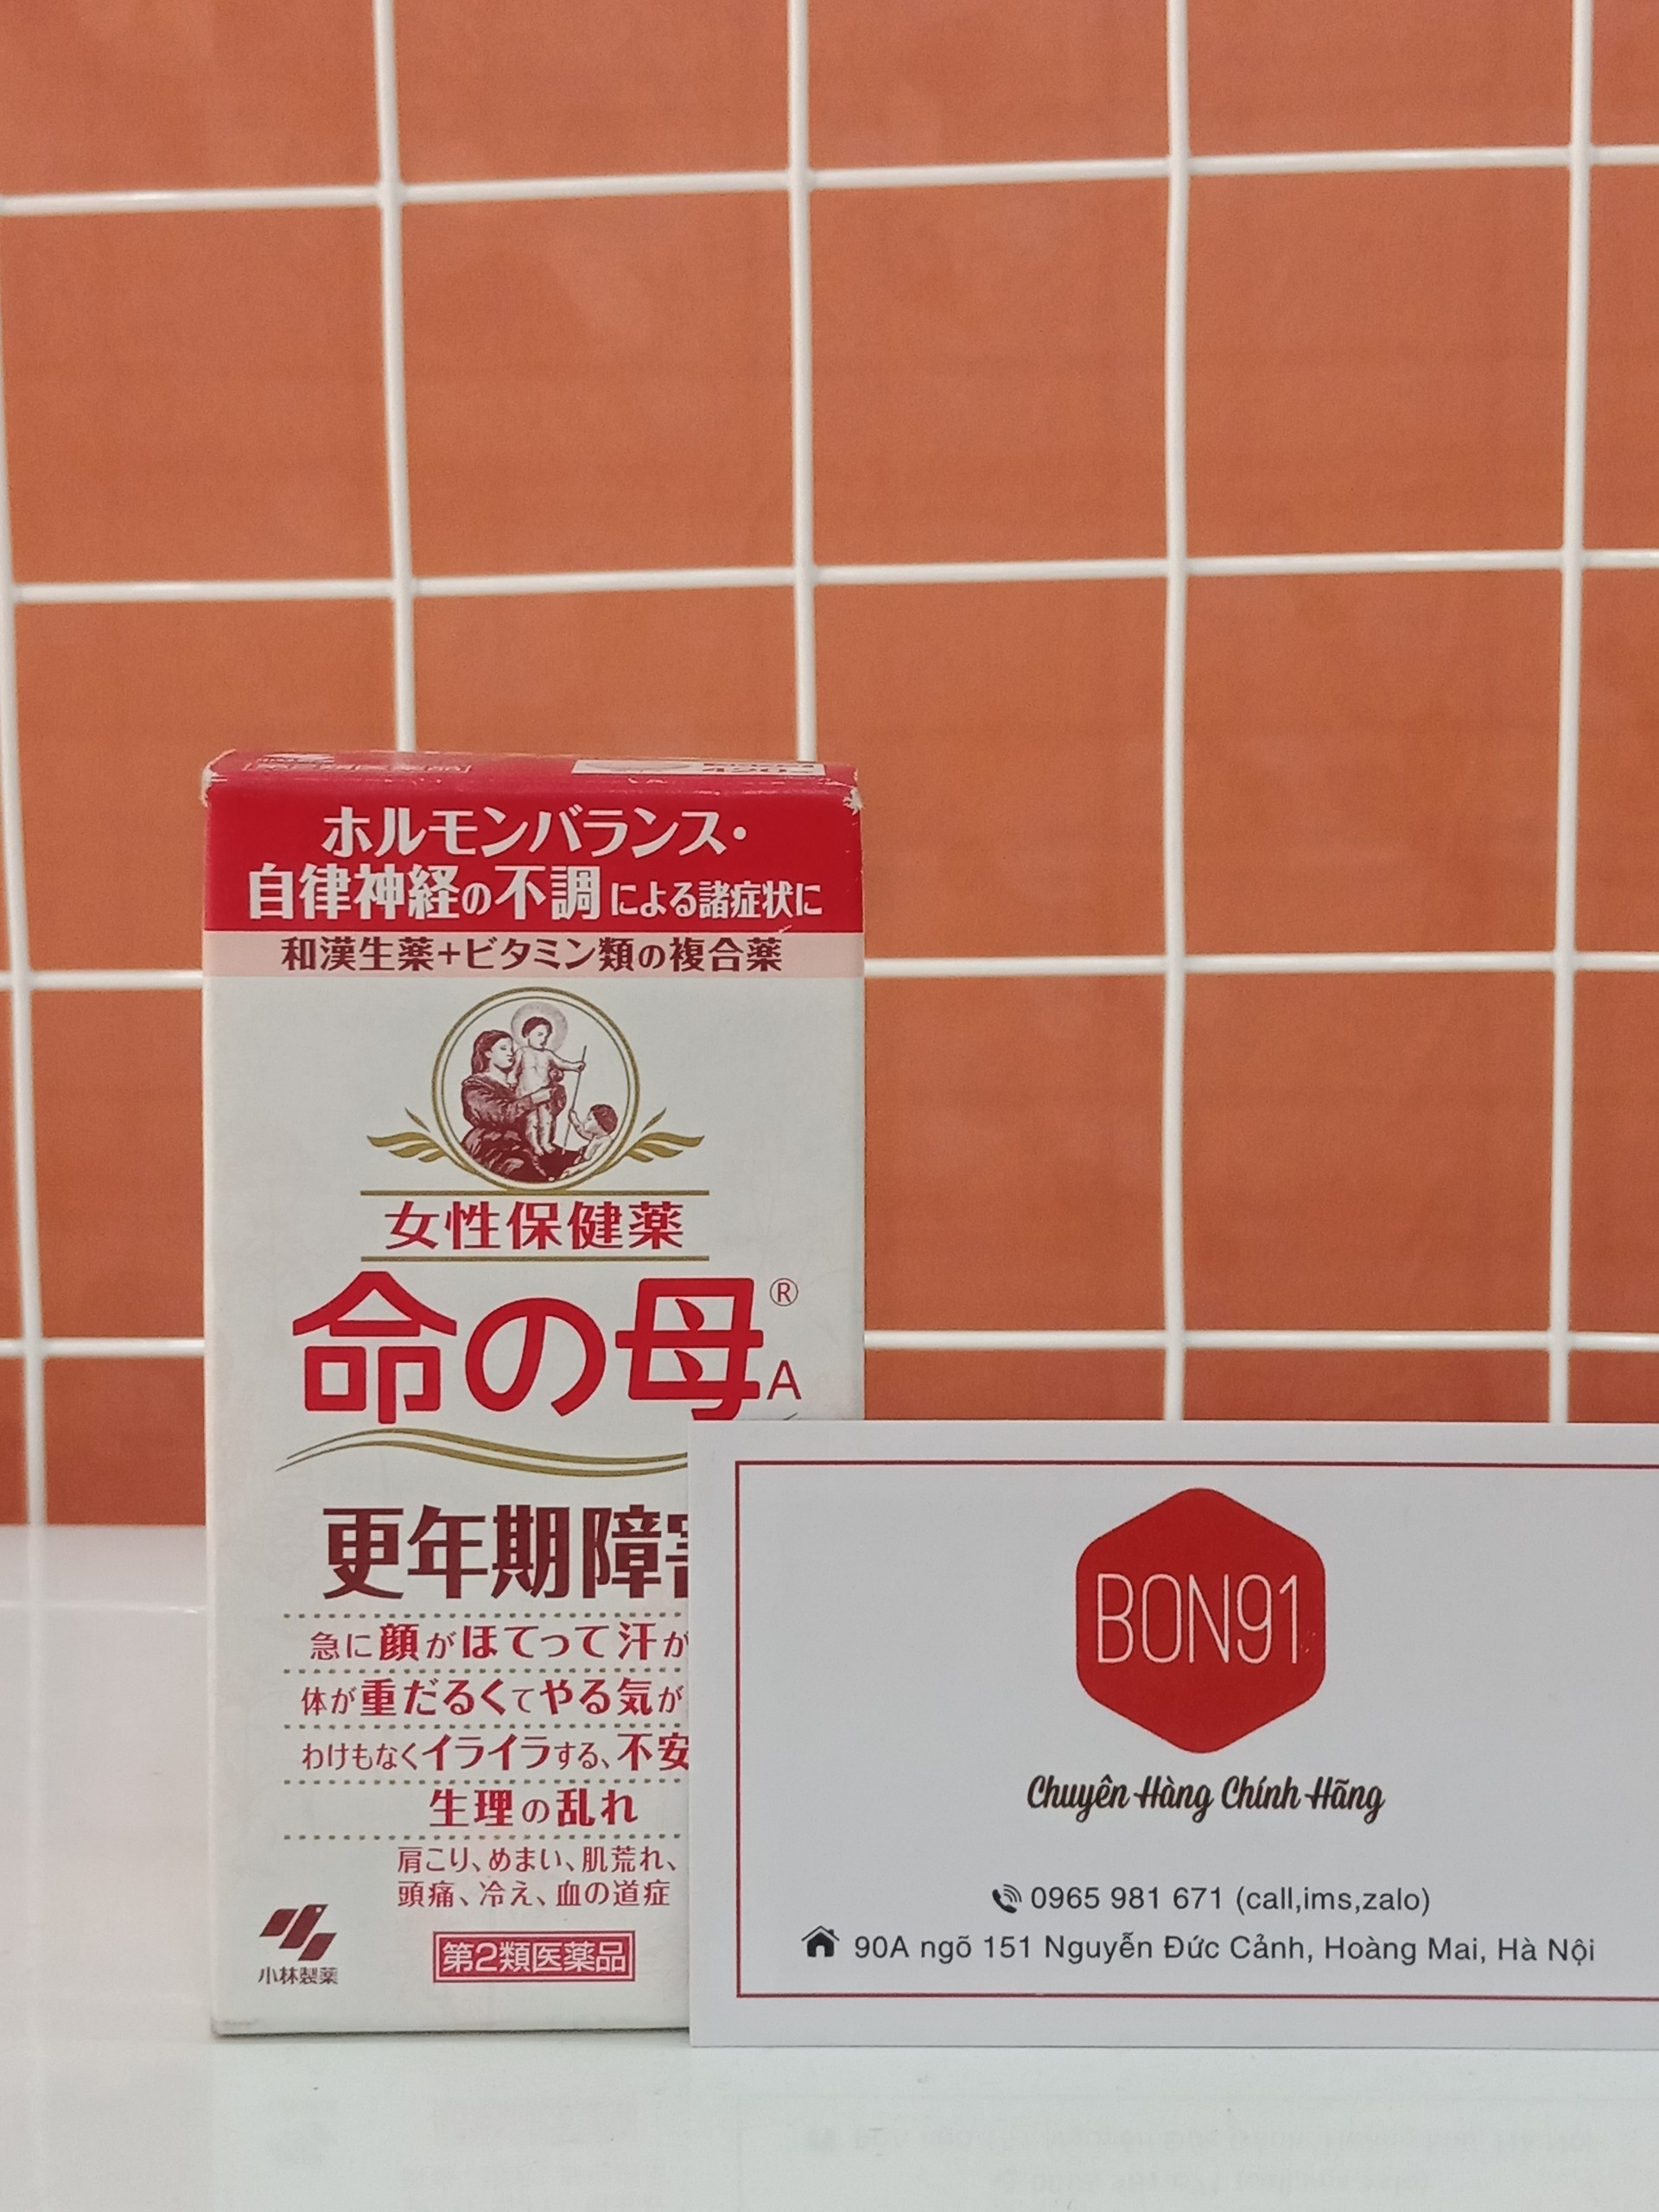 ホルモンバランス・
自律神経の不調による諸症状に
和漢生薬+ビタミン類の複合薬
女性保健薬
命の母A®
更年期障害
急に顔がほてって汗が
体が重だるくてやる気が
わけもなくイライラする、不安
生理の乱れ
肩こり、めまい、肌荒れ、
頭痛、冷え、血の道症
小林製薬
第2類医薬品
BON91
Chuyên Hàng Chính Hãng
0965 981 671 (call,ims,zalo)
90A ngõ 151 Nguyễn Đức Cảnh, Hoàng Mai, Hà Nội